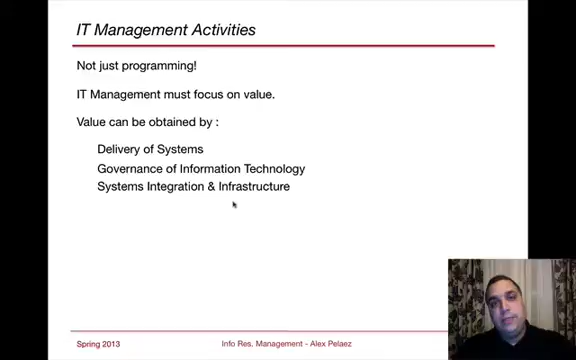 IT Management Activities
Not just programming!
IT Management must focus on value.
Value can be obtained by :
Delivery of Systems
Governance of Information Technology
Systems Integration & Infrastructure
Spring 2013
Info Res. Management - Alex Pelaez